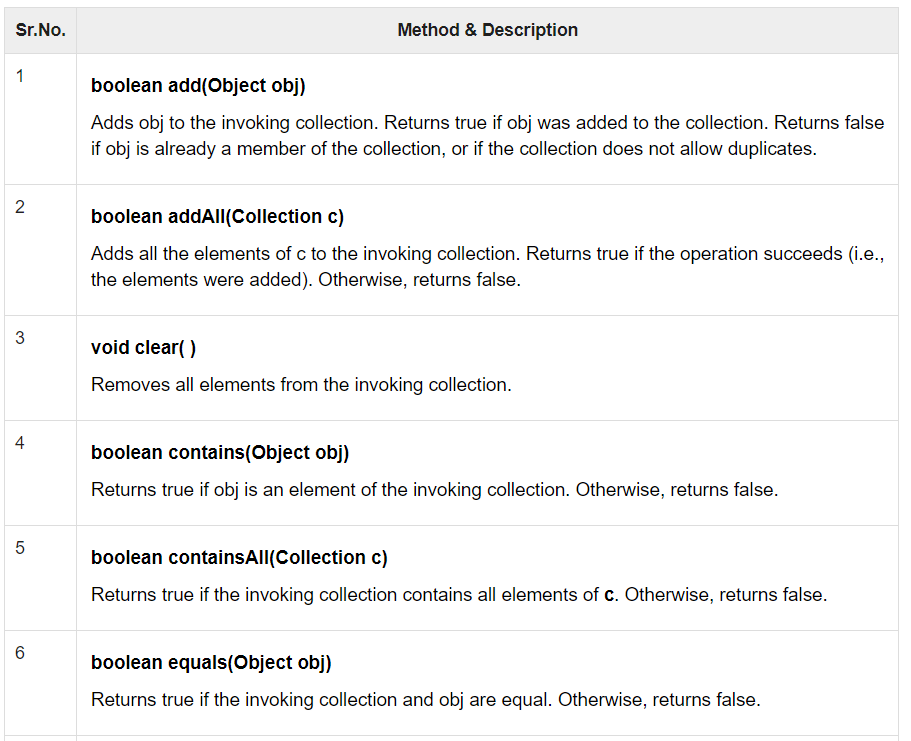 Sr.No. Method & Description
1
boolean add(Object obj)
Adds obj to the invoking collection. Returns true if obj was added to the collection. Returns false
if obj is already a member of the collection, or if the collection does not allow duplicates.
2
boolean addAll(Collection c)
Adds all the elements of c to the invoking collection. Returns true if the operation succeeds (i.e.,
the elements were added). Otherwise, returns false.
3
void clear( )
Removes all elements from the invoking collection.
4
boolean contains(Object obj)
Returns true if obj is an element of the invoking collection. Otherwise, returns false.
5
boolean containsAll(Collection c)
Returns true if the invoking collection contains all elements of c. Otherwise, returns false.
6
boolean equals(Object obj)
Returns true if the invoking collection and obj are equal. Otherwise, returns false.